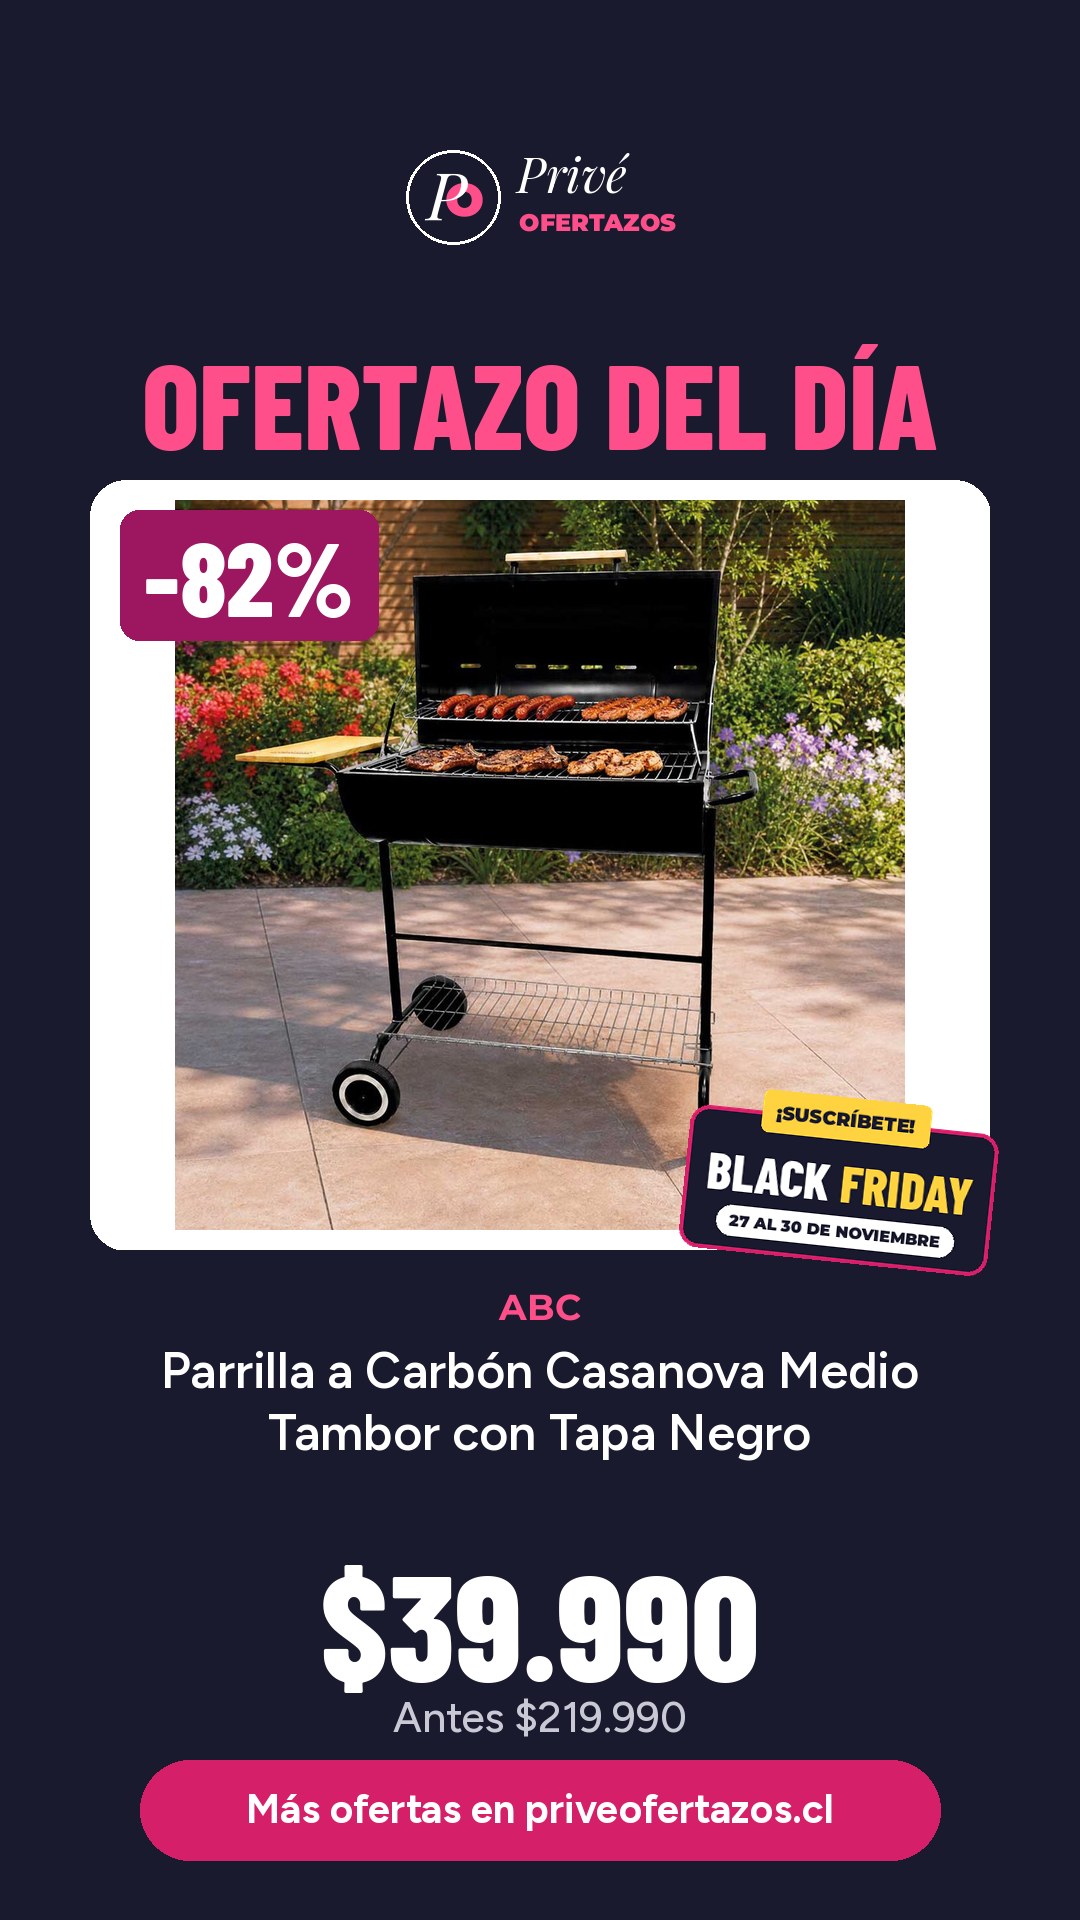 PO
Privé
OFERTAZOS
OFERTAZO DEL DÍA
-82%
¡SUSCRÍBETE!
BLACK FRIDAY
27 AL 30 DE NOVIEMBRE
ABC
Parrilla a Carbón Casanova Medio
Tambor con Tapa Negro
$39.990
Antes $219.990
Más ofertas en priveofertazos.cl